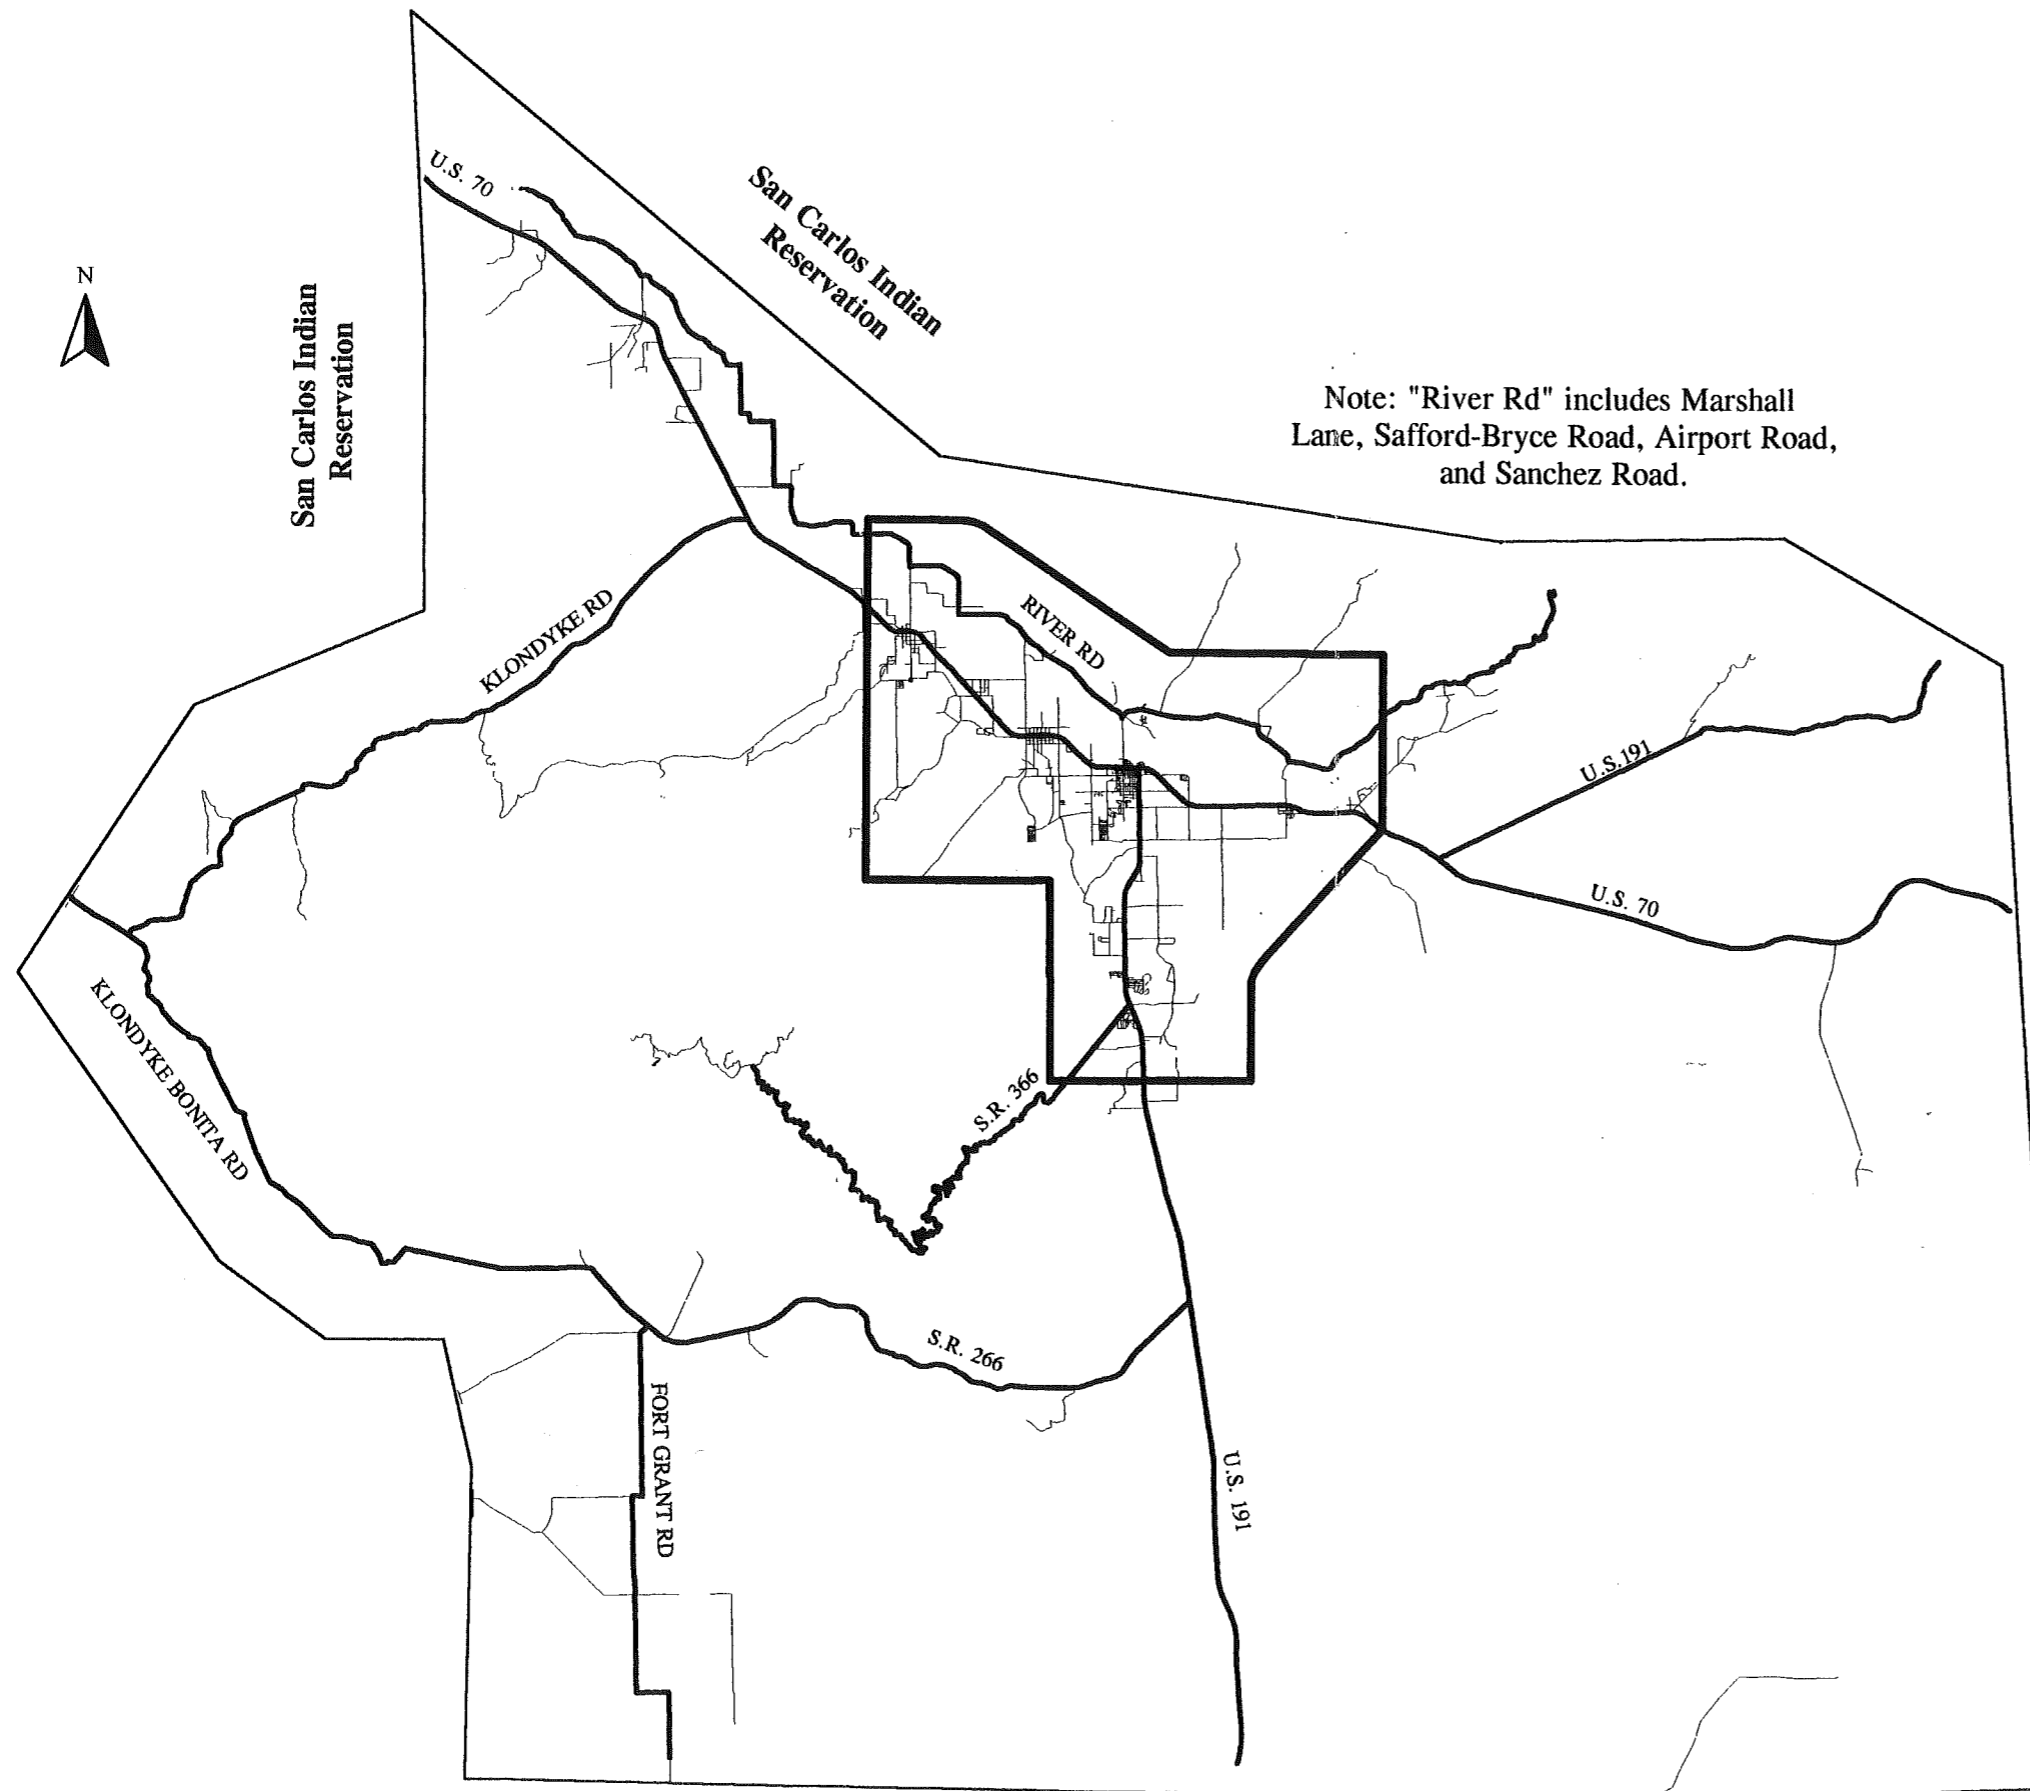 U.S. 70
San Carlos Indian
Reservation
N
San Carlos Indian
Reservation
Note: "River Rd" includes Marshall
Lane, Safford-Bryce Road, Airport Road,
and Sanchez Road.
KLONDYKE RD
RIVER RD
U.S.191
U.S. 70
KLONDYKE BONITA RD
S.R. 366
S.R. 266
FORT GRANT RD
U.S. 191